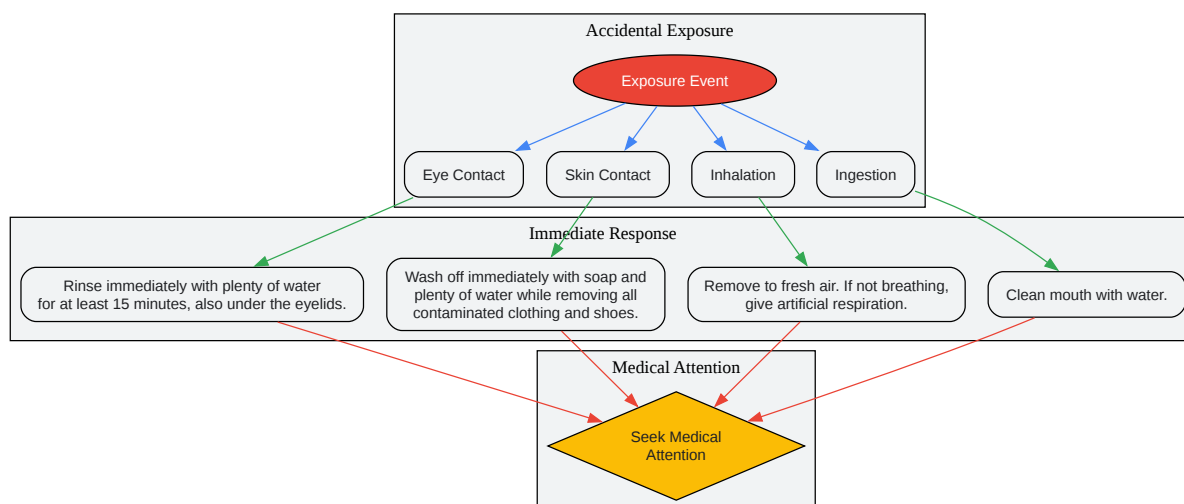 Accidental Exposure
Exposure Event
Eye Contact
Skin Contact
Inhalation
Ingestion
Immediate Response
Rinse immediately with plenty of water
for at least 15 minutes, also under the eyelids.
Wash off immediately with soap and
plenty of water while removing all
contaminated clothing and shoes.
Remove to fresh air. If not breathing,
give artificial respiration.
Clean mouth with water.
Medical Attention
Seek Medical
Attention